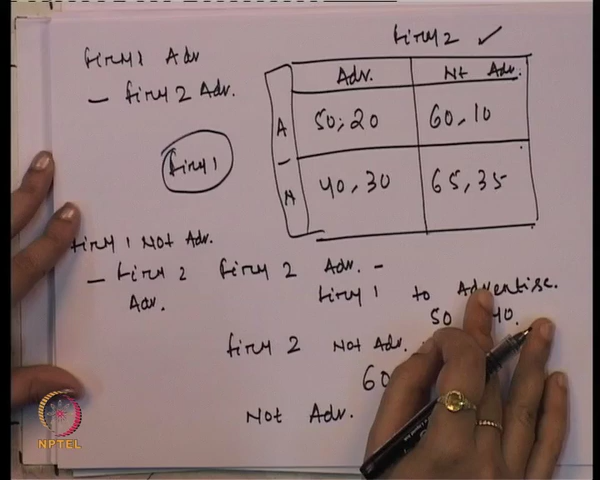 Firm 2 ✓
Firm 1 Adv
– Firm 2 Adv.
Adv. Nt Adv.
A 50, 20 60, 10
Firm 1
N 40, 30 65, 35
Firm 1 Not Adv.
– Firm 2 Adv.
Firm 2 Adv. –
Firm 1 to Advertise.
50 40.
Firm 2 Not Adv.
60
Not Adv.
NPTEL